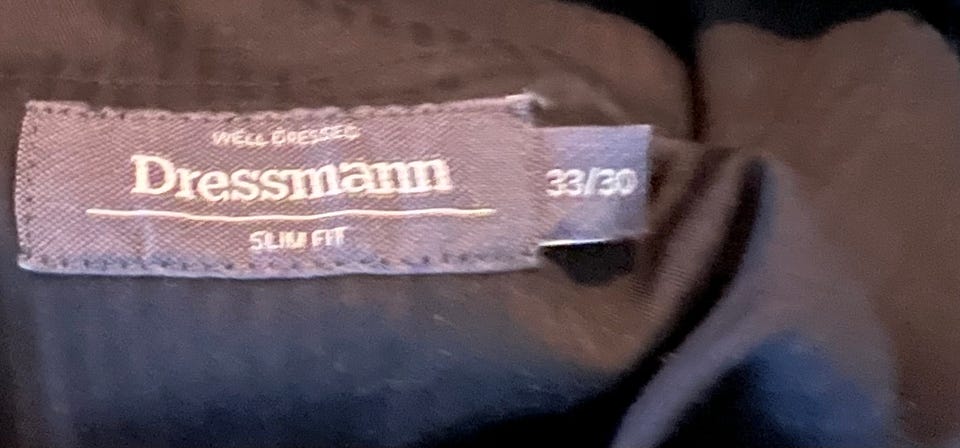 WELL DRESSED
Dressmann
SLIM FIT
33/30